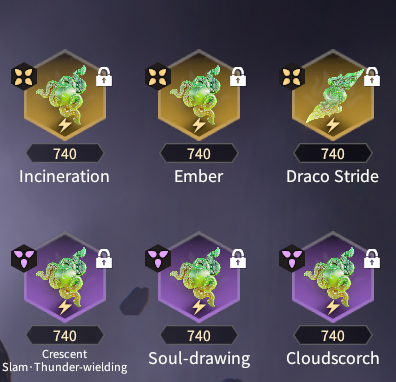 740 740 740
Incineration Ember Draco Stride
740 740 740
Crescent
Slam·Thunder-wielding Soul-drawing Cloudscorch